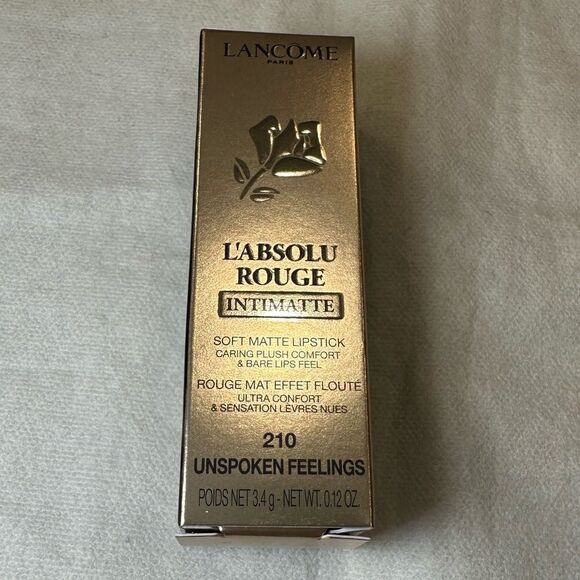 LANCÔME
PARIS
L'ABSOLU
ROUGE
INTIMATTE
SOFT MATTE LIPSTICK
CARING PLUSH COMFORT
& BARE LIPS FEEL
ROUGE MAT EFFET FLOUTÉ
ULTRA CONFORT
& SENSATION LÈVRES NUES
210
UNSPOKEN FEELINGS
POIDS NET 3.4 g - NET WT. 0.12 OZ.